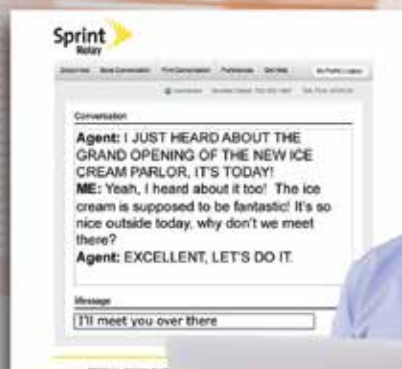 Sprint
Relay
Conversation
Agent: I JUST HEARD ABOUT THE
GRAND OPENING OF THE NEW ICE
CREAM PARLOR, IT'S TODAY!
ME: Yeah, I heard about it too! The ice
cream is supposed to be fantastic! It's so
nice outside today, why don't we meet
there?
Agent: EXCELLENT, LET'S DO IT.
Message
I'll meet you over there